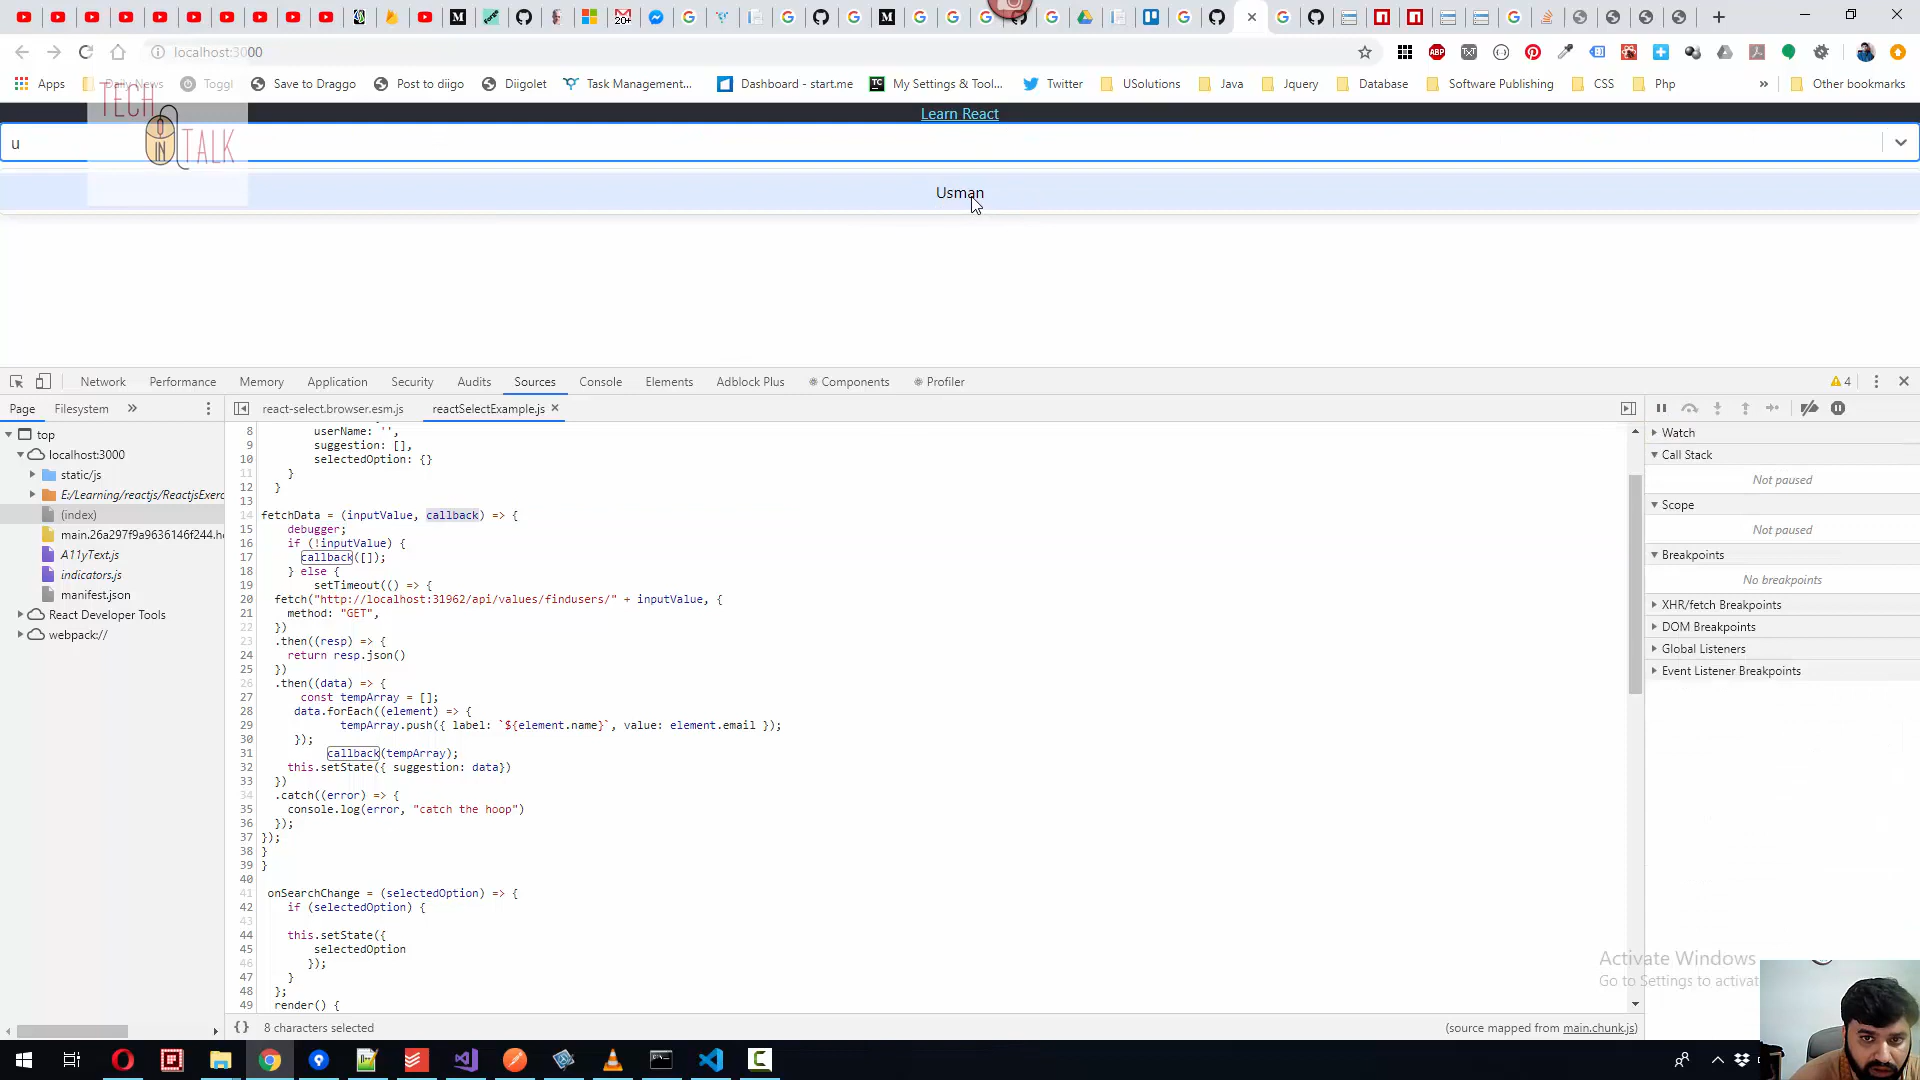 20+
localhost:3000
ABP
TxT
Apps
Daily News
Toggl
Save to Draggo
Post to diigo
Diigolet
Task Management...
Dashboard - start.me
My Settings & Tool...
Twitter
USolutions
Java
Jquery
Database
Software Publishing
CSS
Php
»
Other bookmarks
TECH
IN
TALK
Learn React
u
Usman
Network
Performance
Memory
Application
Security
Audits
Sources
Console
Elements
Adblock Plus
Components
Profiler
4
Page
Filesystem
»
react-select.browser.esm.js
reactSelectExample.js
top
localhost:3000
static/js
E:/Learning/reactjs/ReactjsExerc
(index)
main.26a297f9a9636146f244.h
A11yText.js
indicators.js
manifest.json
React Developer Tools
webpack://
8 userName: '',
9 suggestion: [],
10 selectedOption: {}
11 }
12 }
13
14 fetchData = (inputValue, callback) => {
15 debugger;
16 if (!inputValue) {
17 callback([]);
18 } else {
19 setTimeout(() => {
20 fetch("http://localhost:31962/api/values/findusers/" + inputValue, {
21 method: "GET",
22 })
23 .then((resp) => {
24 return resp.json()
25 })
26 .then((data) => {
27 const tempArray = [];
28 data.forEach((element) => {
29 tempArray.push({ label: `${element.name}`, value: element.email });
30 });
31 callback(tempArray);
32 this.setState({ suggestion: data})
33 })
34 .catch((error) => {
35 console.log(error, "catch the hoop")
36 });
37 });
38 }
39 }
40
41 onSearchChange = (selectedOption) => {
42 if (selectedOption) {
43
44 this.setState({
45 selectedOption
46 });
47 }
48 };
49 render() {
{} 8 characters selected
(source mapped from main.chunk.js)
Watch
Call Stack
Not paused
Scope
Not paused
Breakpoints
No breakpoints
XHR/fetch Breakpoints
DOM Breakpoints
Global Listeners
Event Listener Breakpoints
Activate Windows
Go to Settings to activat